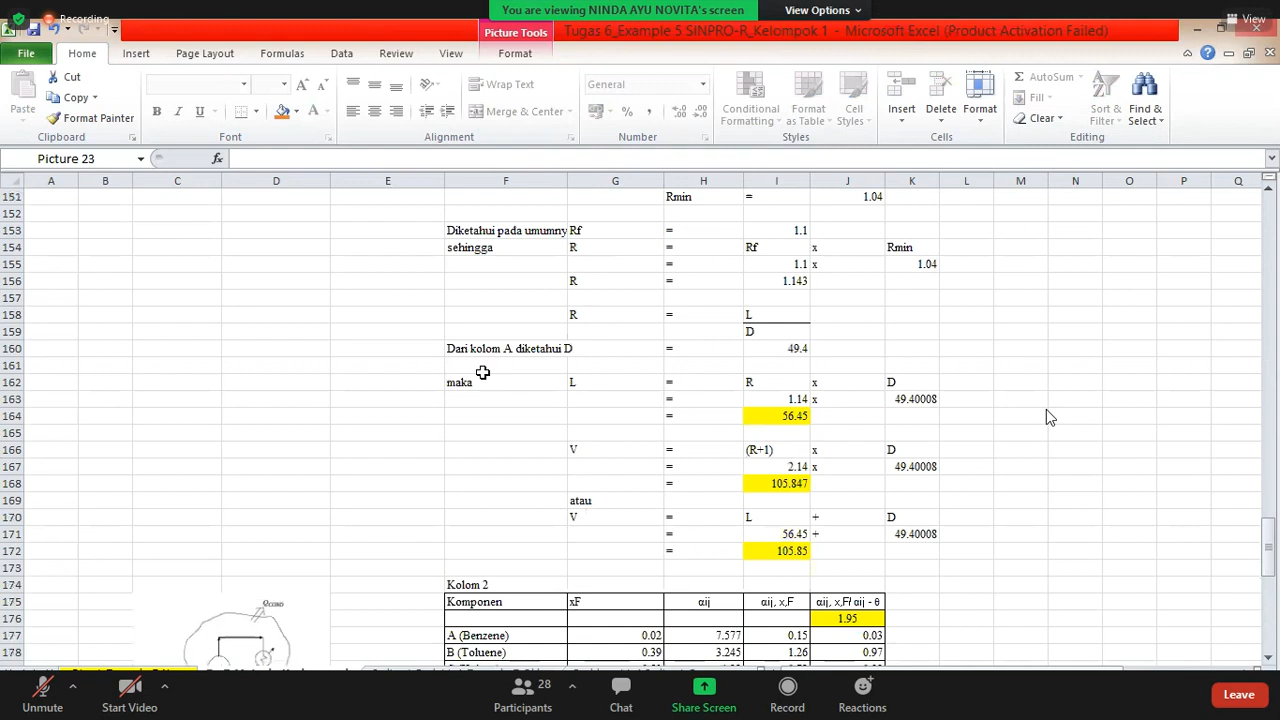 You are viewing NINDA AYU NOVITA's screen
View Options
Recording
View
Picture Tools
Tugas 6_Example 5 SINPRO-R_Kelompok 1 - Microsoft Excel (Product Activation Failed)
File Home Insert Page Layout Formulas Data Review View Format
Cut
Copy
Format Painter
Paste
Wrap Text
Merge & Center
General
Conditional Formatting
Format as Table
Cell Styles
Insert
Delete
Format
AutoSum
Fill
Clear
Sort & Filter
Find & Select
Clipboard Font Alignment Number Styles Cells Editing
Picture 23
fx
A B C D E F G H I J K L M N O P Q
151 Rmin = 1.04
152
153 Diketahui pada umumny Rf = 1.1
154 sehingga R = Rf x Rmin
155 = 1.1 x 1.04
156 R = 1.143
157
158 R = L
159 D
160 Dari kolom A diketahui D = 49.4
161
162 maka L = R x D
163 = 1.14 x 49.40008
164 = 56.45
165
166 V = (R+1) x D
167 = 2.14 x 49.40008
168 = 105.847
169 atau
170 V = L + D
171 = 56.45 + 49.40008
172 = 105.85
173
174 Kolom 2
175 Komponen xF αij αij, x,F αij, x,F/ αij - θ
176 1.95
177 A (Benzene) 0.02 7.577 0.15 0.03
178 B (Toluene) 0.39 3.245 1.26 0.97
QCOND
Unmute
Start Video
28
Participants
Chat
Share Screen
Record
Reactions
Leave